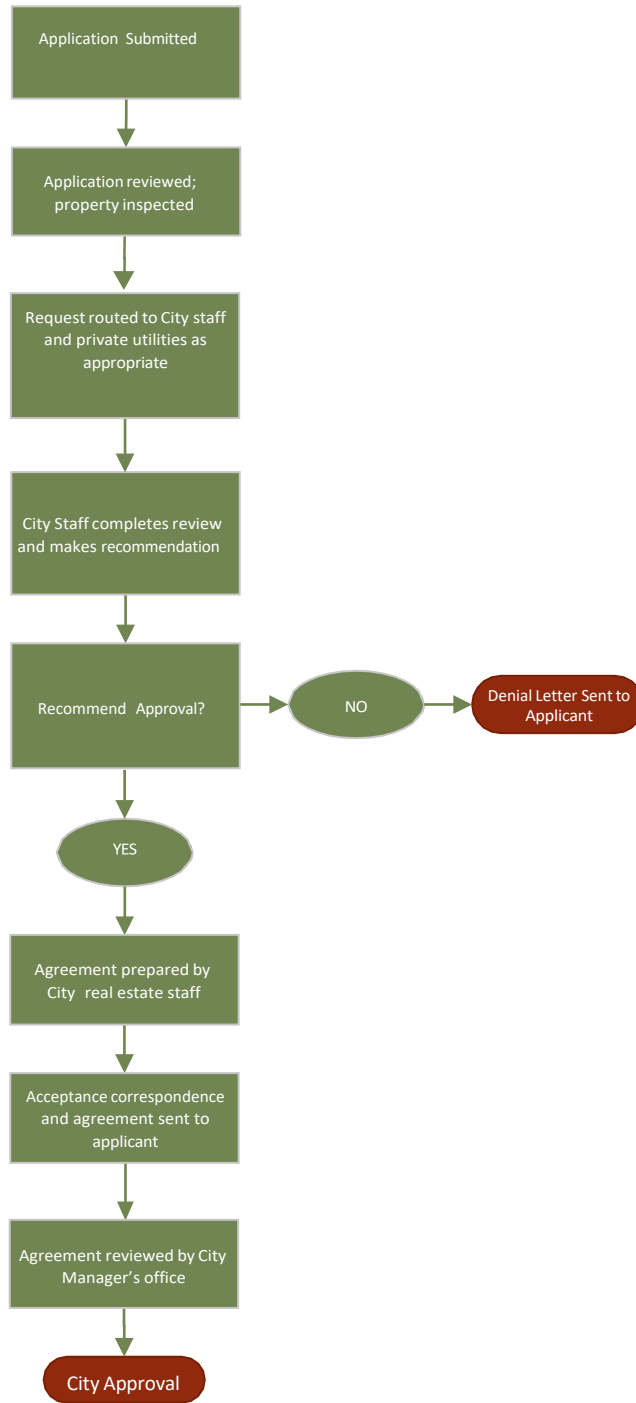 Application Submitted
Application reviewed;
property inspected
Request routed to City staff
and private utilities as
appropriate
City Staff completes review
and makes recommendation
Recommend Approval?
NO
Denial Letter Sent to
Applicant
YES
Agreement prepared by
City real estate staff
Acceptance correspondence
and agreement sent to
applicant
Agreement reviewed by City
Manager’s office
City Approval